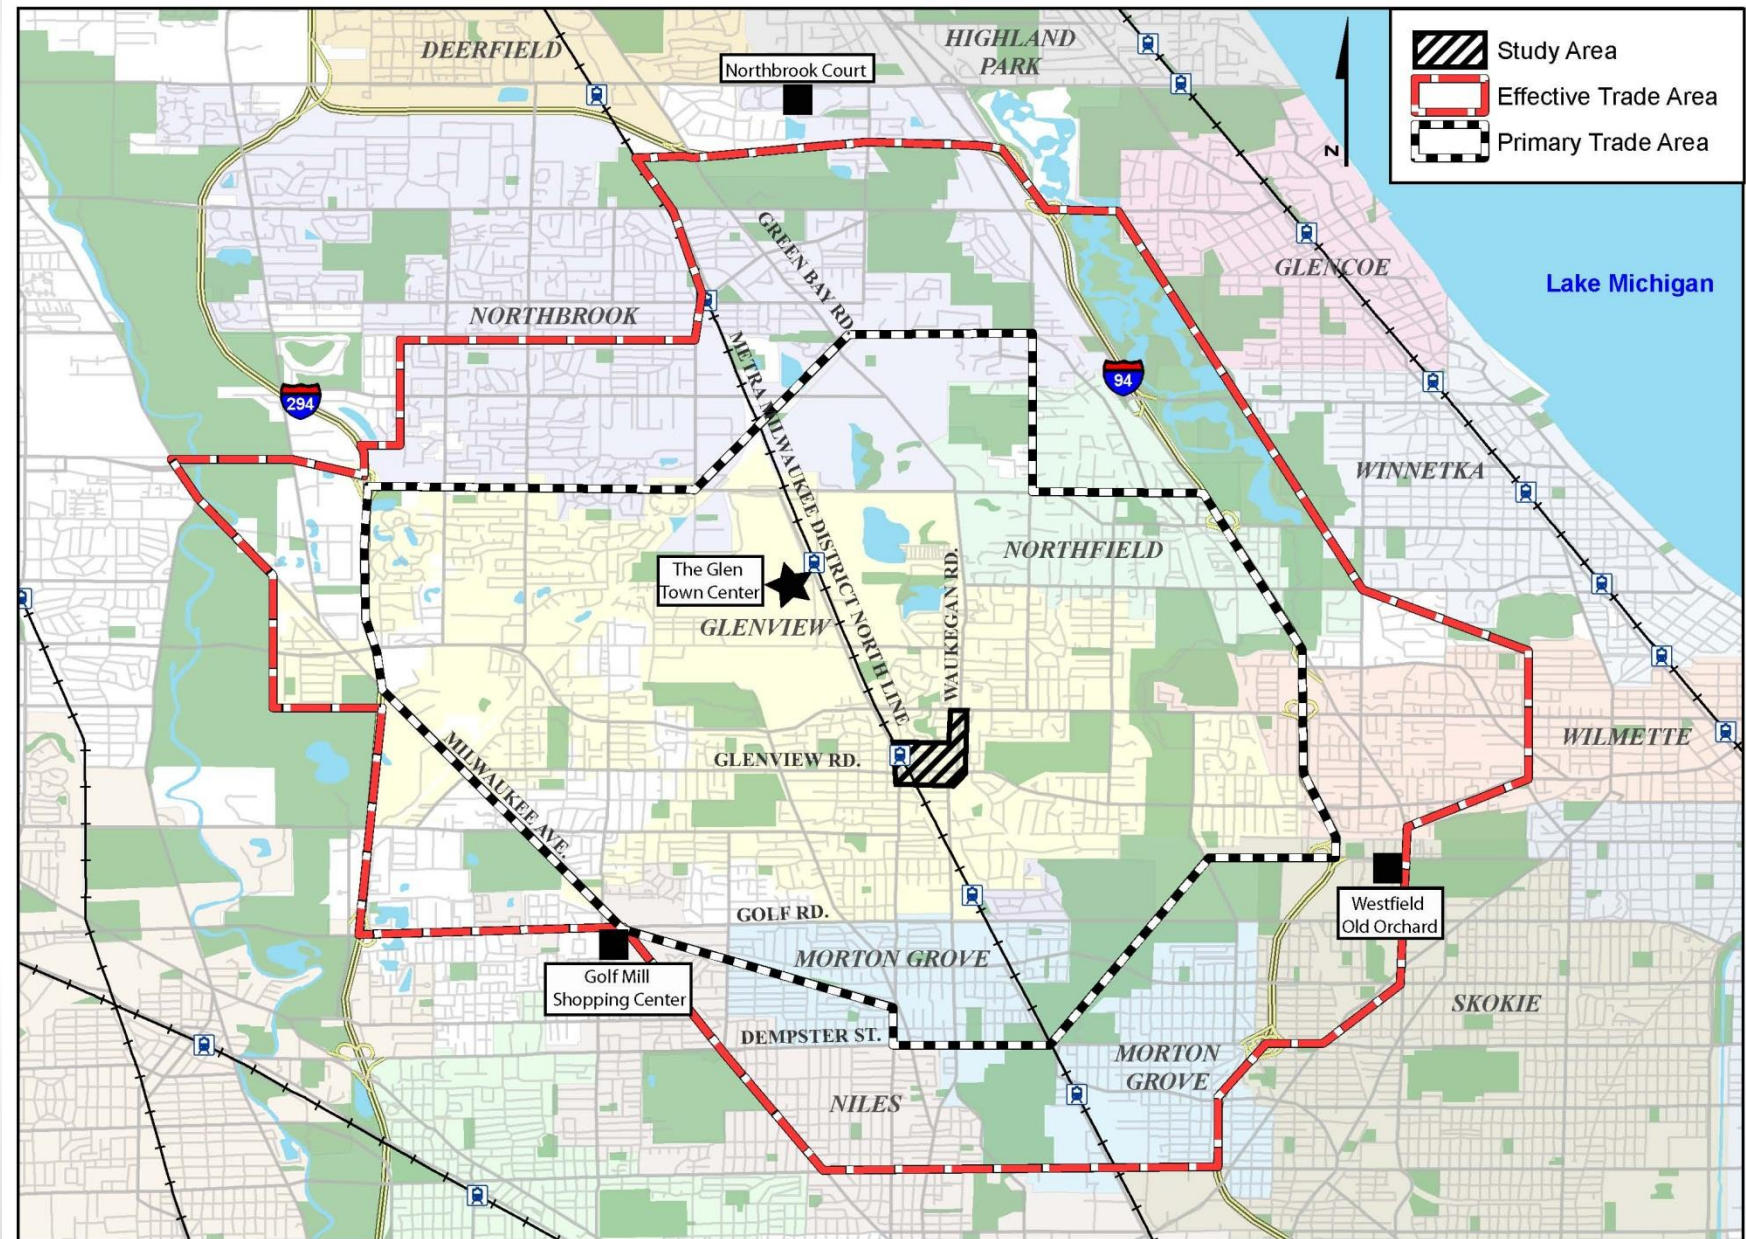 DEERFIELD
HIGHLAND
PARK
Northbrook Court
N
Study Area
Effective Trade Area
Primary Trade Area
GREEN BAY RD.
GLENCOE
Lake Michigan
NORTHBROOK
METRA MILWAUKEE DISTRICT NORTH LINE
294
94
WINNETKA
NORTHFIELD
The Glen
Town Center
GLENVIEW
WAUKEGAN RD.
WILMETTE
MILWAUKEE AVE.
GLENVIEW RD.
GOLF RD.
Westfield
Old Orchard
MORTON GROVE
Golf Mill
Shopping Center
SKOKIE
DEMPSTER ST.
MORTON
GROVE
NILES